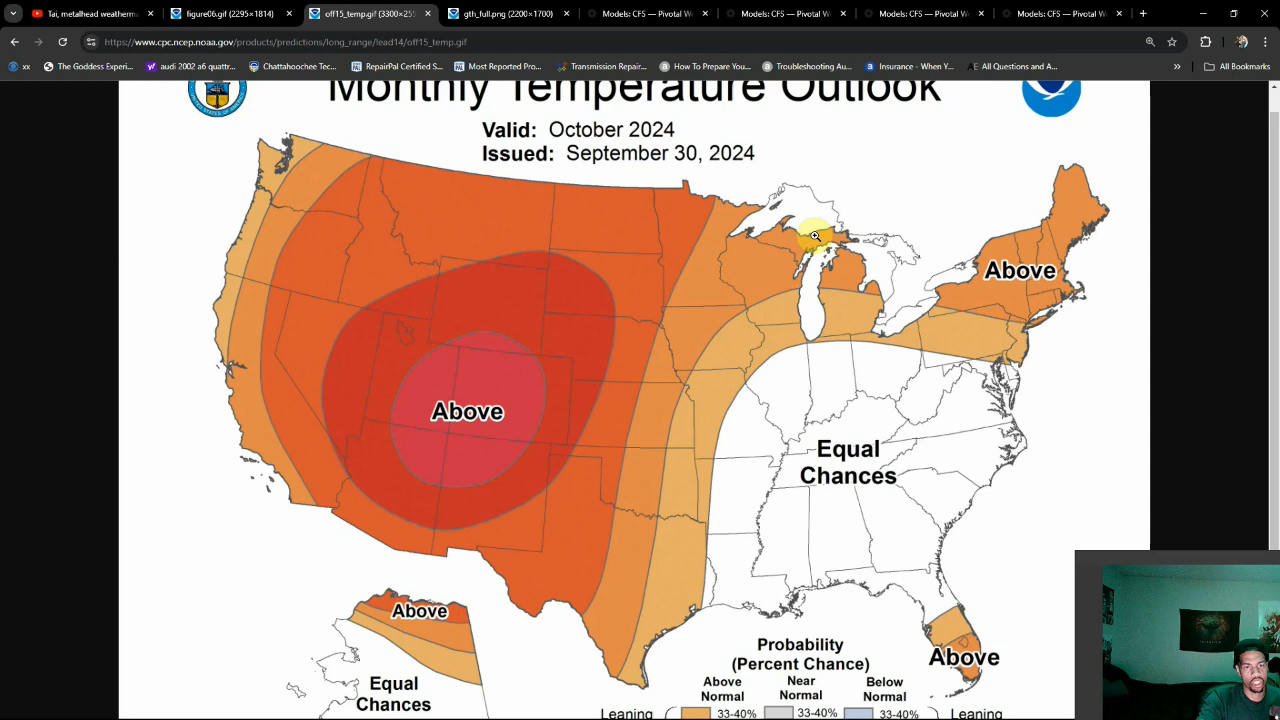 Tai, metalhead weatherma
figure06.gif (2295×1814)
off15_temp.gif (3300×255
gth_full.png (2200×1700)
Models: CFS — Pivotal W
Models: CFS — Pivotal W
Models: CFS — Pivotal W
Models: CFS — Pivotal W
https://www.cpc.ncep.noaa.gov/products/predictions/long_range/lead14/off15_temp.gif
xx
The Goddess Experi...
audi 2002 a6 quattr...
Chattahoochee Tec...
RepairPal Certified S...
Most Reported Pro...
Transmission Repair...
How To Prepare You...
Troubleshooting Au...
Insurance - When Y...
All Questions and A...
All Bookmarks
Monthly Temperature Outlook
Valid: October 2024
Issued: September 30, 2024
Above
Above
Equal
Chances
Above
Above
Equal
Chances
Probability
(Percent Chance)
Above
Normal
Near
Normal
Below
Normal
Leaning
33-40%
33-40%
33-40%
Leaning